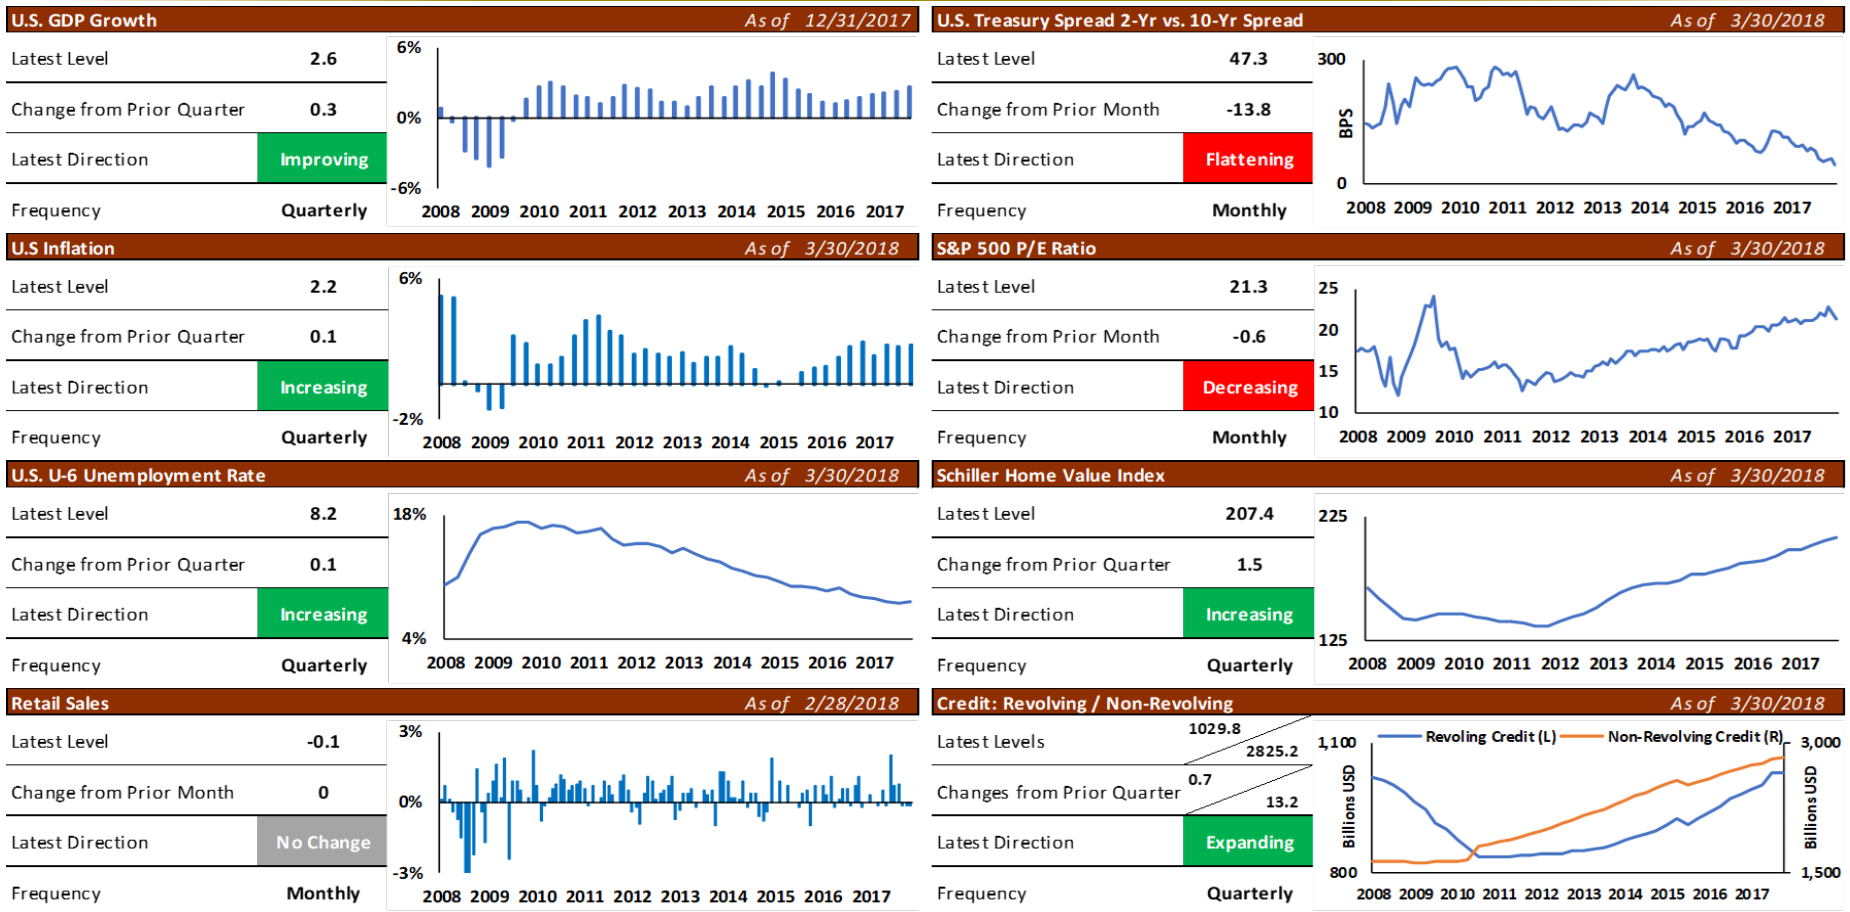 U.S. GDP Growth As of 12/31/2017
Latest Level 2.6
Change from Prior Quarter 0.3
Latest Direction Improving
Frequency Quarterly
6%
0%
-6%
2008 2009 2010 2011 2012 2013 2014 2015 2016 2017
U.S. Treasury Spread 2-Yr vs. 10-Yr Spread As of 3/30/2018
Latest Level 47.3
Change from Prior Month -13.8
Latest Direction Flattening
Frequency Monthly
300
BPS
0
2008 2009 2010 2011 2012 2013 2014 2015 2016 2017
U.S Inflation As of 3/30/2018
Latest Level 2.2
Change from Prior Quarter 0.1
Latest Direction Increasing
Frequency Quarterly
6%
-2%
2008 2009 2010 2011 2012 2013 2014 2015 2016 2017
S&P 500 P/E Ratio As of 3/30/2018
Latest Level 21.3
Change from Prior Month -0.6
Latest Direction Decreasing
Frequency Monthly
25
20
15
10
2008 2009 2010 2011 2012 2013 2014 2015 2016 2017
U.S. U-6 Unemployment Rate As of 3/30/2018
Latest Level 8.2
Change from Prior Quarter 0.1
Latest Direction Increasing
Frequency Quarterly
18%
4%
2008 2009 2010 2011 2012 2013 2014 2015 2016 2017
Schiller Home Value Index As of 3/30/2018
Latest Level 207.4
Change from Prior Quarter 1.5
Latest Direction Increasing
Frequency Quarterly
225
125
2008 2009 2010 2011 2012 2013 2014 2015 2016 2017
Retail Sales As of 2/28/2018
Latest Level -0.1
Change from Prior Month 0
Latest Direction No Change
Frequency Monthly
3%
0%
-3%
2008 2009 2010 2011 2012 2013 2014 2015 2016 2017
Credit: Revolving / Non-Revolving As of 3/30/2018
Latest Levels 1029.8 2825.2
Changes from Prior Quarter 0.7 13.2
Latest Direction Expanding
Frequency Quarterly
Revoling Credit (L) Non-Revolving Credit (R)
1,100 3,000
Billions USD Billions USD
800 1,500
2008 2009 2010 2011 2012 2013 2014 2015 2016 2017